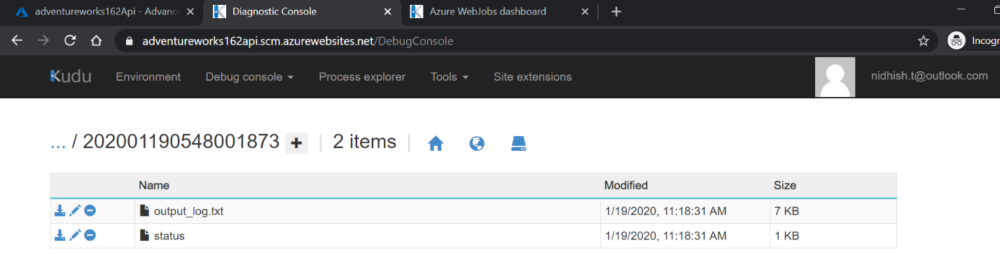 adventureworks162Api - Advanc
Diagnostic Console
Azure WebJobs dashboard
adventureworks162api.scm.azurewebsites.net/DebugConsole
Incogn
Kudu Environment Debug console Process explorer Tools Site extensions nidhish.t@outlook.com
... / 202001190548001873 + | 2 items |
Name Modified Size
output_log.txt 1/19/2020, 11:18:31 AM 7 KB
status 1/19/2020, 11:18:31 AM 1 KB